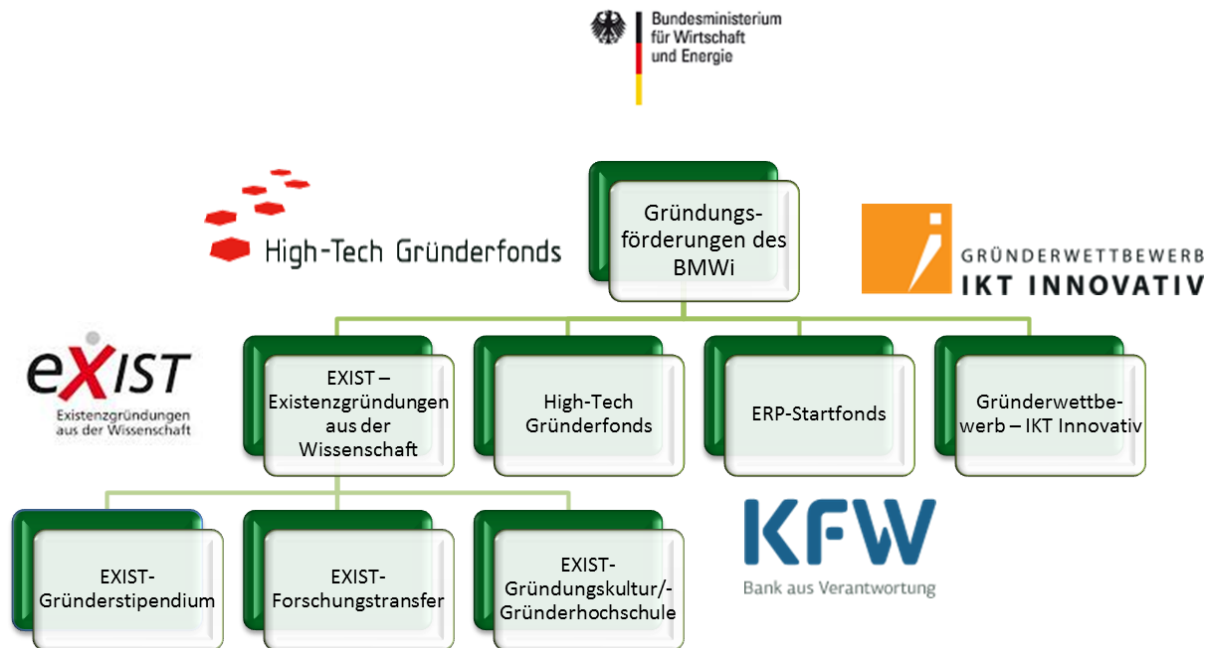 Bundesministerium
für Wirtschaft
und Energie
High-Tech Gründerfonds
Gründungs-
förderungen des
BMWi
GRÜNDERWETTBEWERB
IKT INNOVATIV
eXIST
Existenzgründungen
aus der Wissenschaft
EXIST –
Existenzgründungen
aus der
Wissenschaft
High-Tech
Gründerfonds
ERP-Startfonds
Gründerwettbe-
werb – IKT Innovativ
EXIST-
Gründerstipendium
EXIST-
Forschungstransfer
EXIST-
Gründungskultur/-
Gründerhochschule
KFW
Bank aus Verantwortung